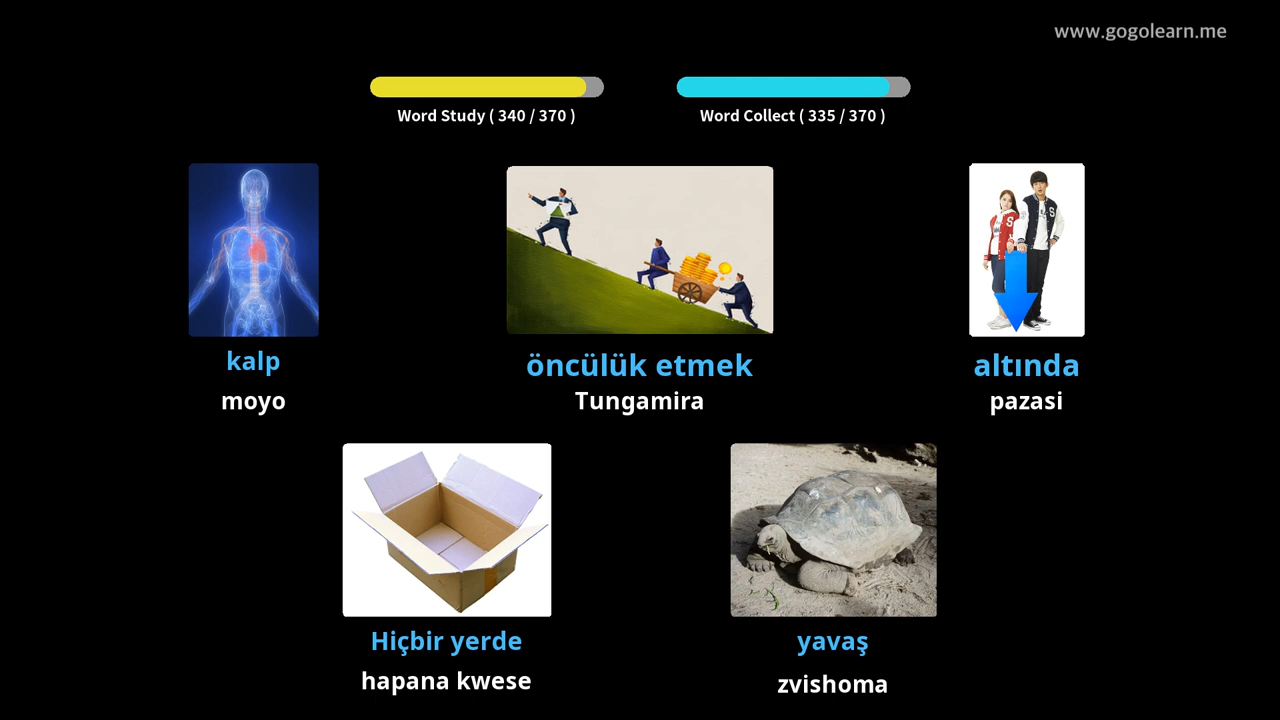 www.gogolearn.me
Word Study ( 340 / 370 )
Word Collect ( 335 / 370 )
kalp
moyo
öncülük etmek
Tungamira
altında
pazasi
Hiçbir yerde
hapana kwese
yavaş
zvishoma